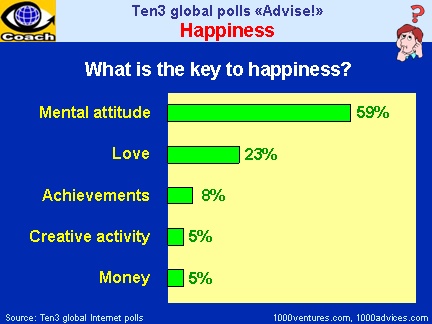 Coach
Ten3 global polls «Advise!»
Happiness
?
What is the key to happiness?
Mental attitude 59%
Love 23%
Achievements 8%
Creative activity 5%
Money 5%
Source: Ten3 global Internet polls 1000ventures.com, 1000advices.com